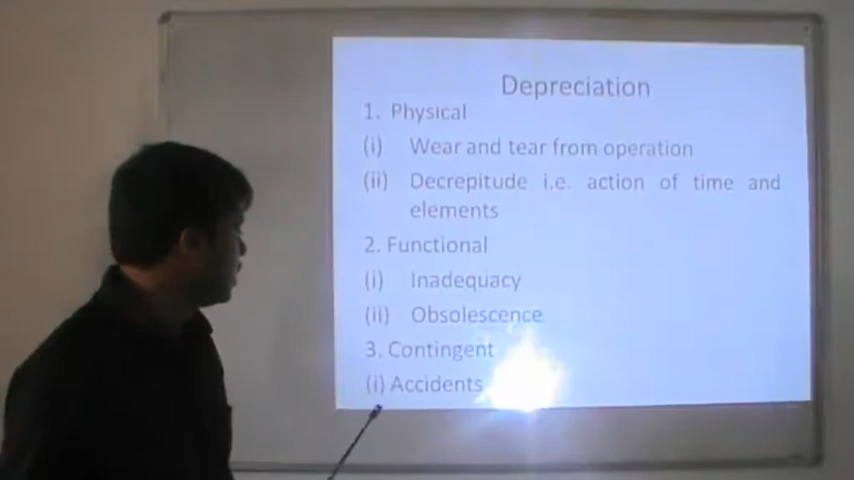 Depreciation
1. Physical
(i) Wear and tear from operation
(ii) Decrepitude i.e. action of time and
elements
2. Functional
(i) Inadequacy
(ii) Obsolescence
3. Contingent
(i) Accidents